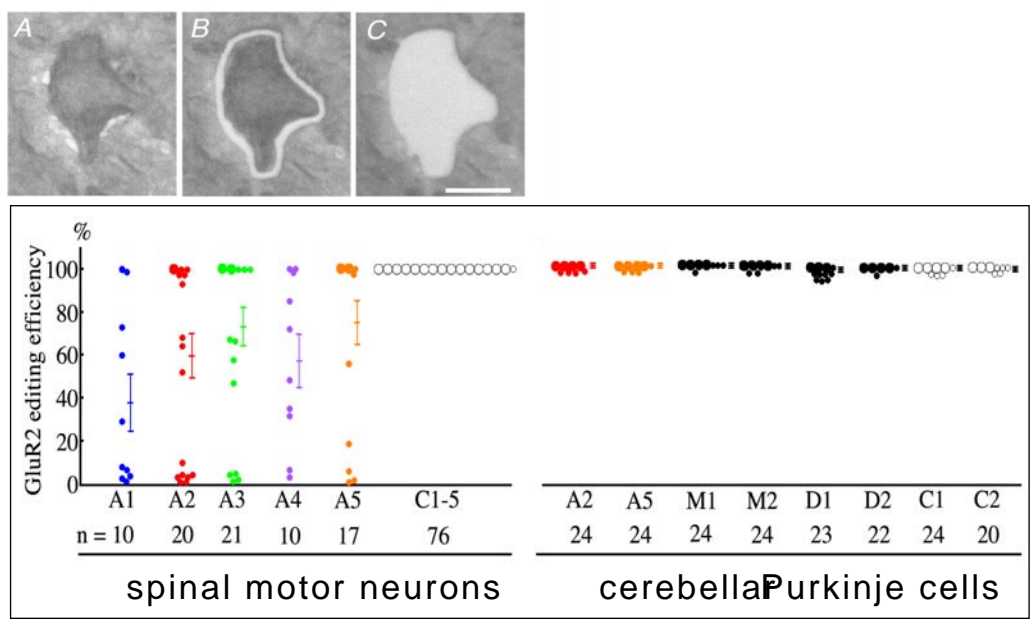 A B C
%
100
80
60
40
20
0
GluR2 editing efficiency
A1 A2 A3 A4 A5 C1-5 A2 A5 M1 M2 D1 D2 C1 C2
n = 10 20 21 10 17 76 24 24 24 24 23 22 24 20
spinal motor neurons cerebellar Purkinje cells